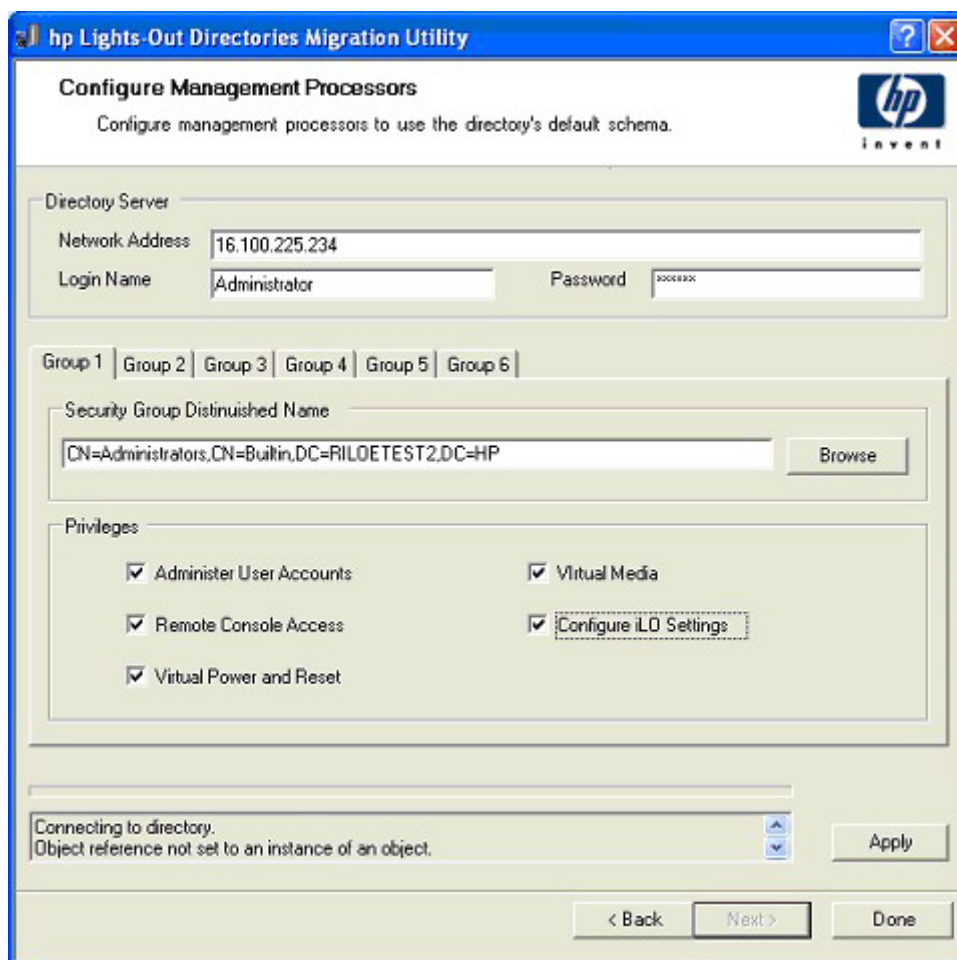 hp Lights-Out Directories Migration Utility
Configure Management Processors
Configure management processors to use the directory's default schema.
hp
invent
Directory Server
Network Address 16.100.225.234
Login Name Administrator Password ×××××××
Group 1 Group 2 Group 3 Group 4 Group 5 Group 6
Security Group Distinuished Name
CN=Administrators,CN=Builtin,DC=RILOETEST2,DC=HP Browse
Privileges
Administer User Accounts VIrtual Media
Remote Console Access Configure iLO Settings
Virtual Power and Reset
Connecting to directory.
Object reference not set to an instance of an object.
Apply
< Back Next > Done